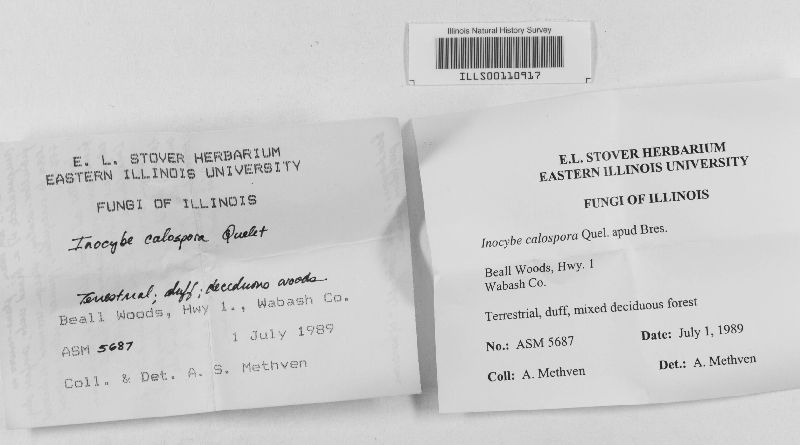 Illinois Natural History Survey
ILLS00110917
E. L. STOVER HERBARIUM
EASTERN ILLINOIS UNIVERSITY
FUNGI OF ILLINOIS
Inocybe calospora Quelet
Terrestrial; duff; deciduous woods.
Beall Woods, Hwy 1., Wabash Co.
ASM 5687
1 July 1989
Coll. & Det. A. S. Methven
E.L. STOVER HERBARIUM
EASTERN ILLINOIS UNIVERSITY
FUNGI OF ILLINOIS
Inocybe calospora Quel. apud Bres.
Beall Woods, Hwy. 1
Wabash Co.
Terrestrial, duff, mixed deciduous forest
No.: ASM 5687
Date: July 1, 1989
Coll: A. Methven
Det.: A. Methven